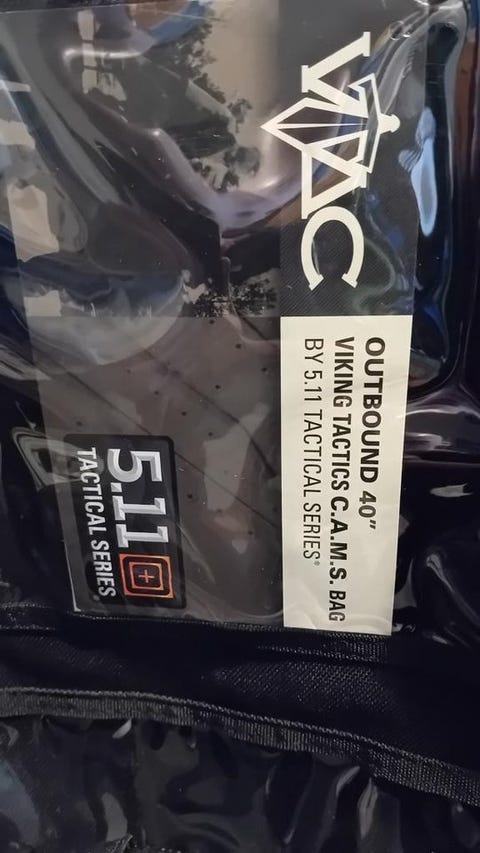 VTAC
OUTBOUND 40"
VIKING TACTICS C.A.M.S. BAG
BY 5.11 TACTICAL SERIES®
5.11
TACTICAL SERIES®